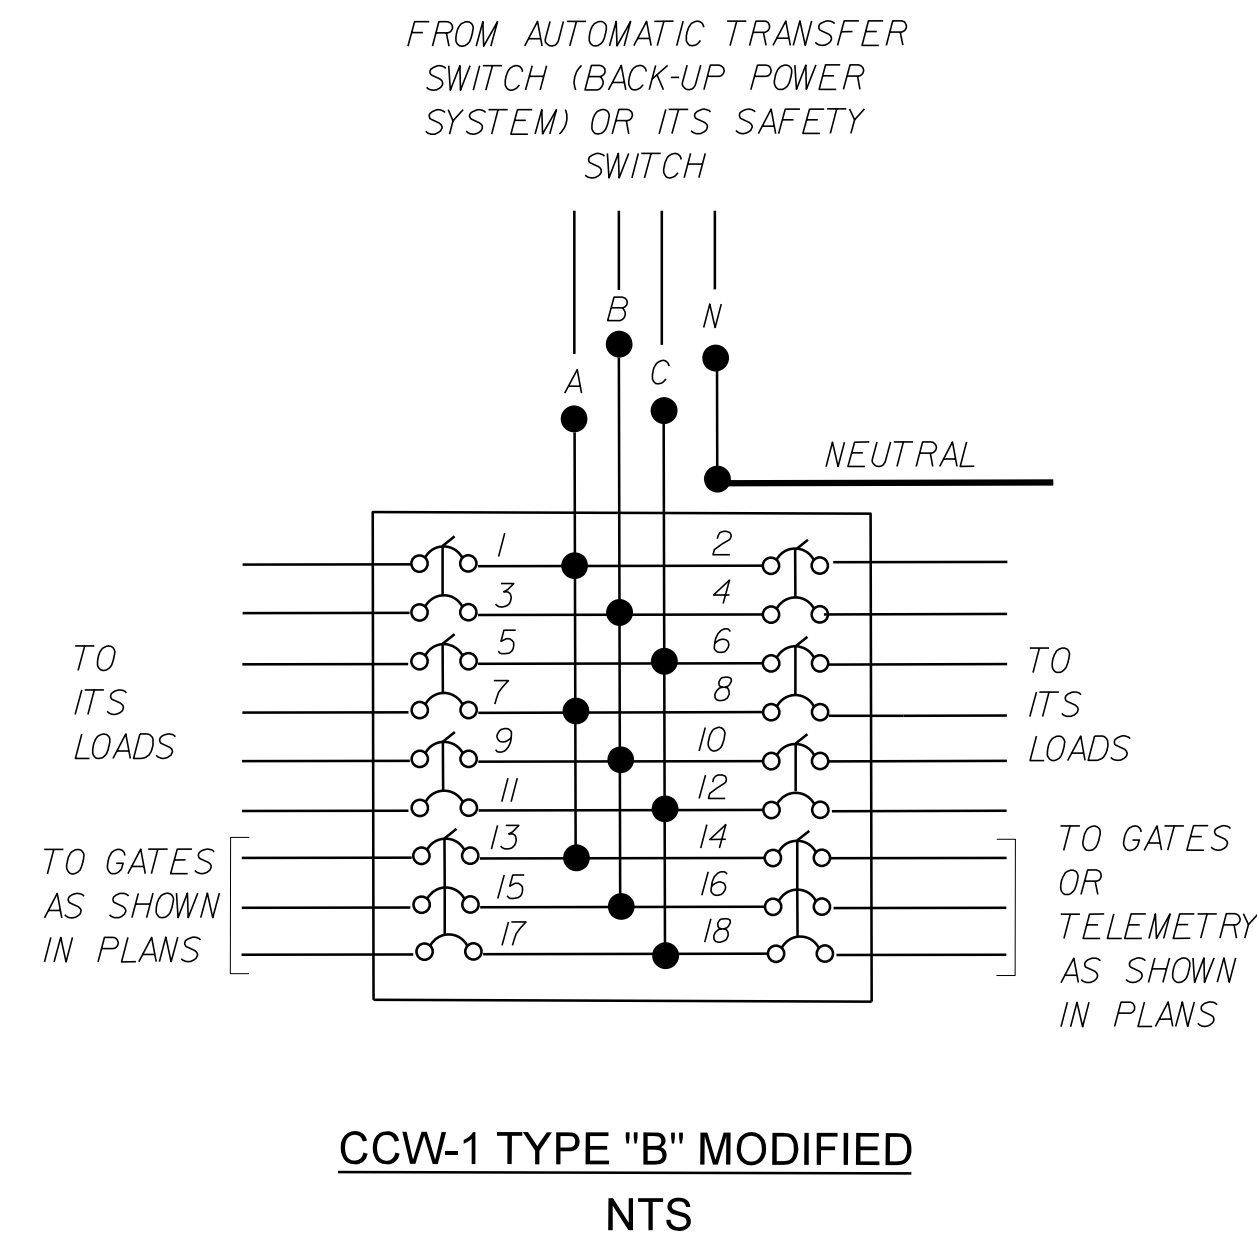 FROM AUTOMATIC TRANSFER
SWITCH (BACK-UP POWER
SYSTEM) OR ITS SAFETY
SWITCH
B
N
C
A
NEUTRAL
1
2
3
4
5
6
7
8
9
10
11
12
13
14
15
16
17
18
TO
ITS
LOADS
TO GATES
AS SHOWN
IN PLANS
TO
ITS
LOADS
TO GATES
OR
TELEMETRY
AS SHOWN
IN PLANS
CCW-1 TYPE "B" MODIFIED
NTS